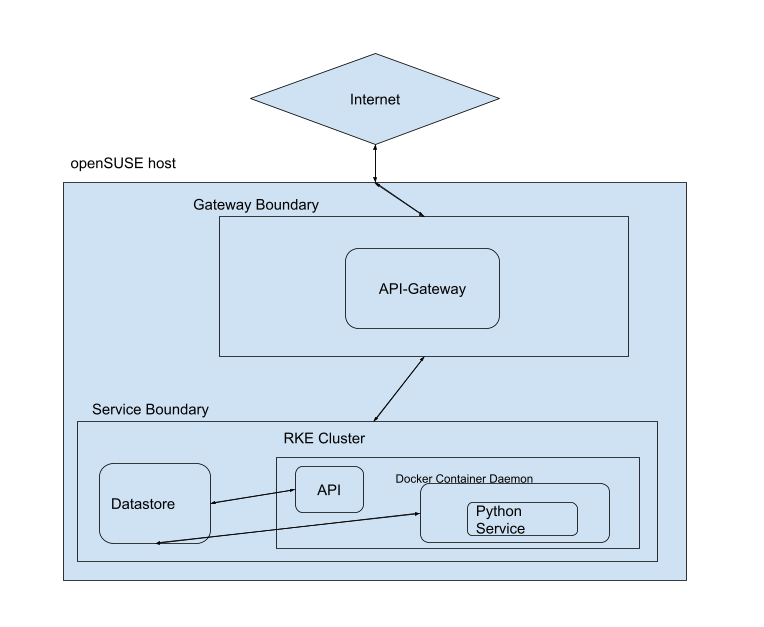 Internet
openSUSE host
Gateway Boundary
API-Gateway
Service Boundary
RKE Cluster
Datastore
API
Docker Container Daemon
Python
Service